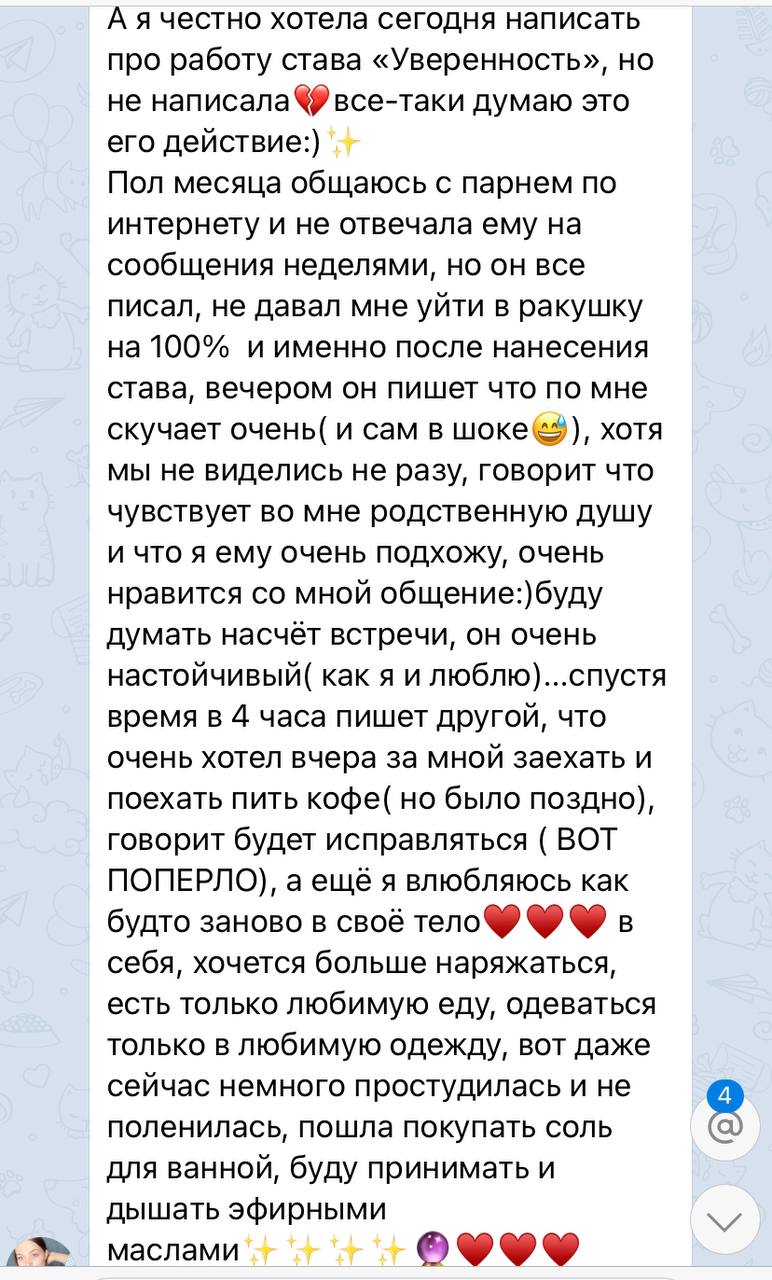 А я честно хотела сегодня написать
про работу става «Уверенность», но
не написала💔все-таки думаю это
его действие:)✨
Пол месяца общаюсь с парнем по
интернету и не отвечала ему на
сообщения неделями, но он все
писал, не давал мне уйти в ракушку
на 100%  и именно после нанесения
става, вечером он пишет что по мне
скучает очень( и сам в шоке😅), хотя
мы не виделись не разу, говорит что
чувствует во мне родственную душу
и что я ему очень подхожу, очень
нравится со мной общение:)буду
думать насчёт встречи, он очень
настойчивый( как я и люблю)...спустя
время в 4 часа пишет другой, что
очень хотел вчера за мной заехать и
поехать пить кофе( но было поздно),
говорит будет исправляться ( ВОТ
ПОПЕРЛО), а ещё я влюбляюсь как
будто заново в своё тело♥️♥️♥️ в
себя, хочется больше наряжаться,
есть только любимую еду, одеваться
только в любимую одежду, вот даже
сейчас немного простудилась и не
поленилась, пошла покупать соль
для ванной, буду принимать и
дышать эфирными
маслами✨✨✨✨🔮♥️♥️♥️
4
@